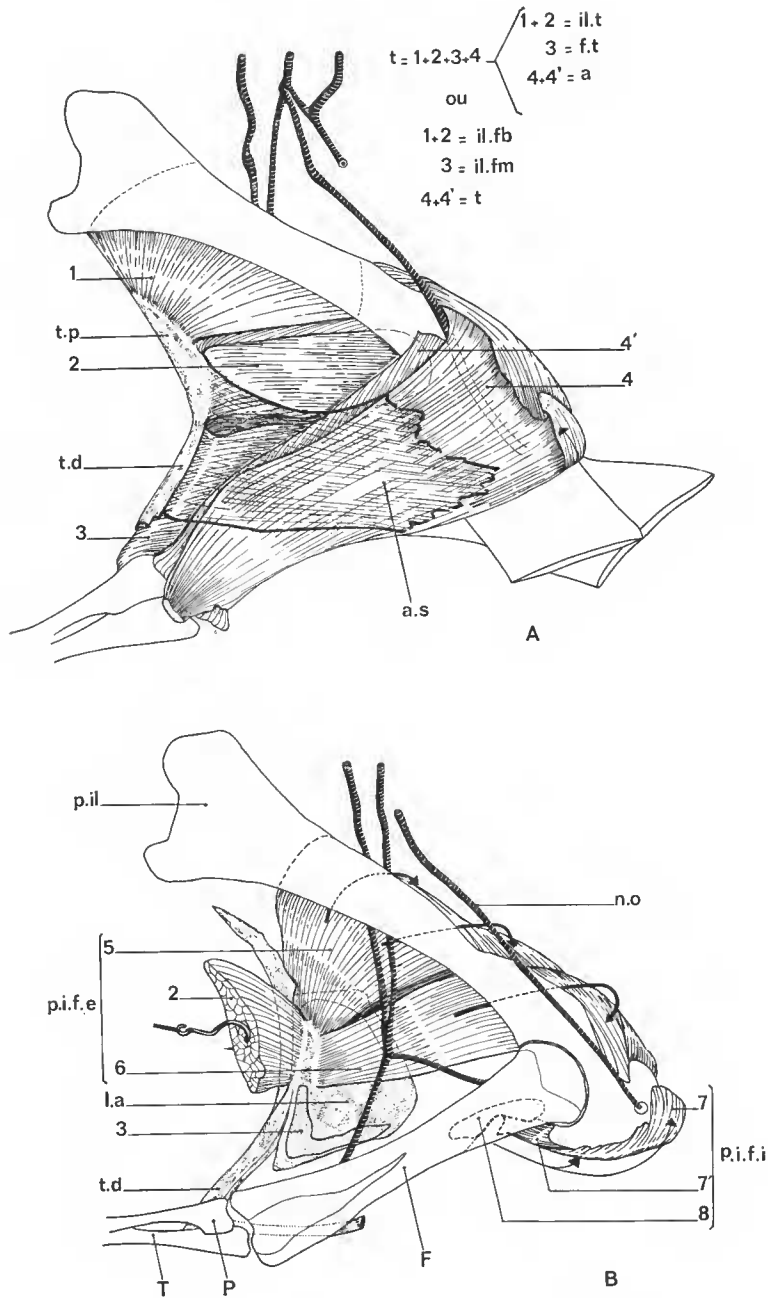 t = 1+2+3+4
1+2 = il.t
3 = f.t
4+4' = a
ou
1+2 = il.fb
3 = il.fm
4+4' = t
1
t.p
2
t.d
3
4'
4
a.s
A
p.il
n.o
5
2
p.i.f.e
6
l.a
3
t.d
7
p.i.f.i
7'
8
F
T
P
B